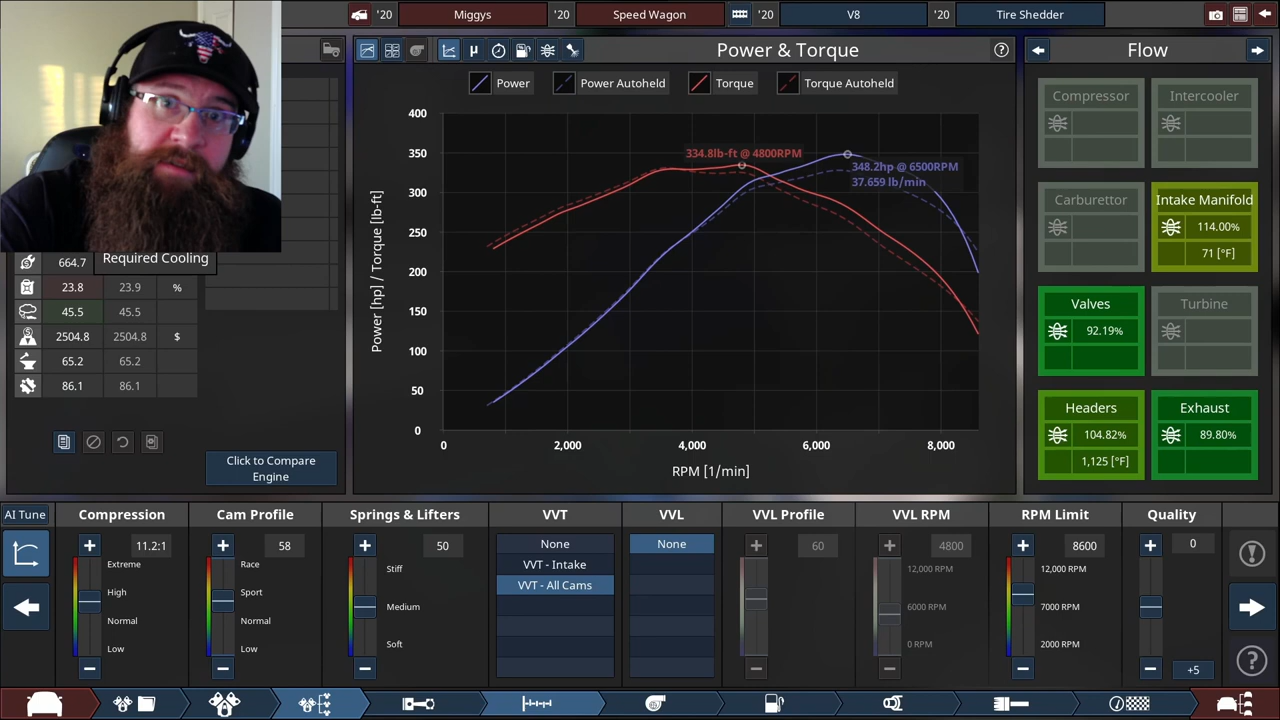 '20 Miggys '20 Speed Wagon '20 V8 '20 Tire Shedder
Power & Torque
Power Power Autoheld Torque Torque Autoheld
400
350
300
250
200
150
100
50
0
Power [hp] / Torque [lb-ft]
334.8lb-ft @ 4800RPM
348.2hp @ 6500RPM
37.659 lb/min
0 2,000 4,000 6,000 8,000
RPM [1/min]
Flow
Compressor Intercooler
Carburettor Intake Manifold
114.00%
71 [°F]
Valves Turbine
92.19%
Headers Exhaust
104.82% 89.80%
1,125 [°F]
664.7 Required Cooling
23.8 23.9 %
45.5 45.5
2504.8 2504.8 $
65.2 65.2
86.1 86.1
Click to Compare
Engine
AI Tune
Compression
11.2:1
Extreme
High
Normal
Low
Cam Profile
58
Race
Sport
Normal
Low
Springs & Lifters
50
Stiff
Medium
Soft
VVT
None
VVT - Intake
VVT - All Cams
VVL
None
VVL Profile
60
VVL RPM
4800
12,000 RPM
6000 RPM
0 RPM
RPM Limit
8600
12,000 RPM
7000 RPM
2000 RPM
Quality
0
+5